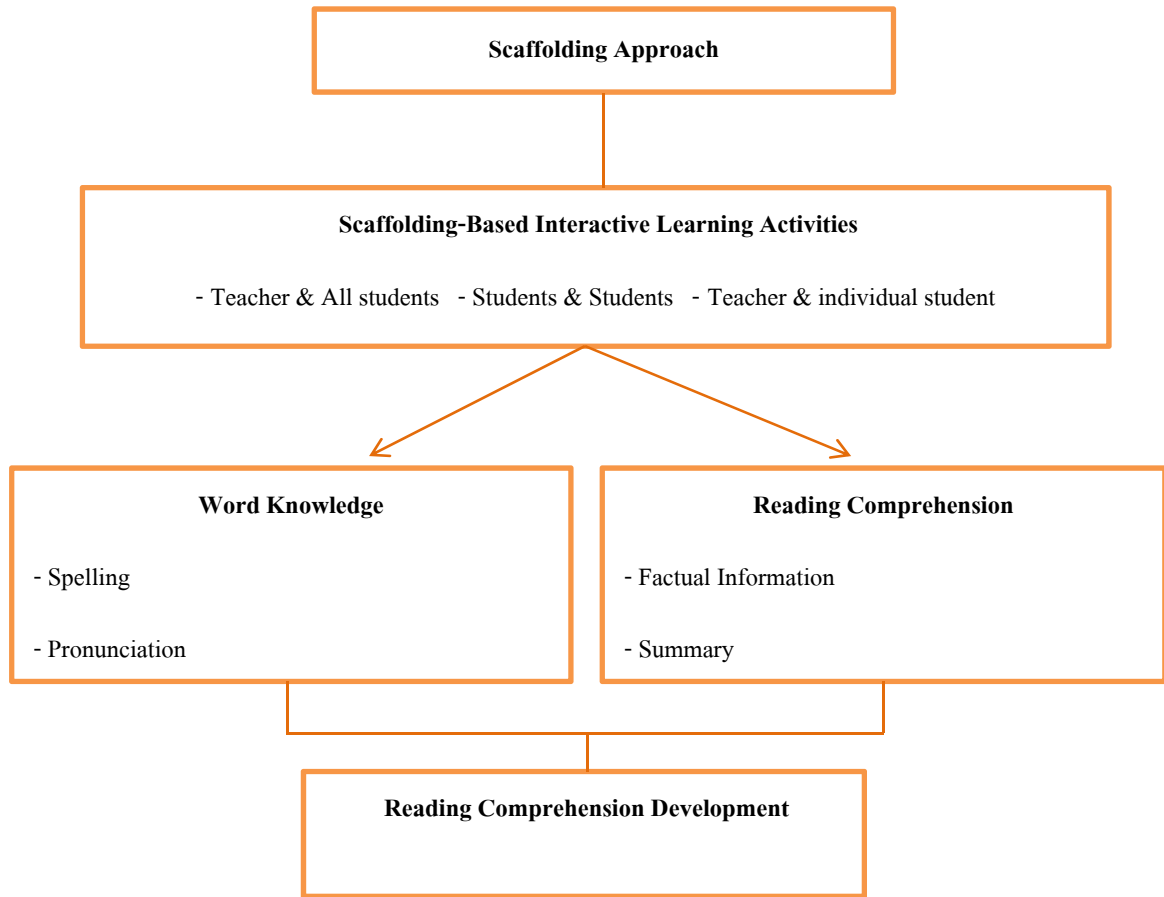 Scaffolding Approach
Scaffolding-Based Interactive Learning Activities
- Teacher & All students - Students & Students - Teacher & individual student
Word Knowledge
- Spelling
- Pronunciation
Reading Comprehension
- Factual Information
- Summary
Reading Comprehension Development